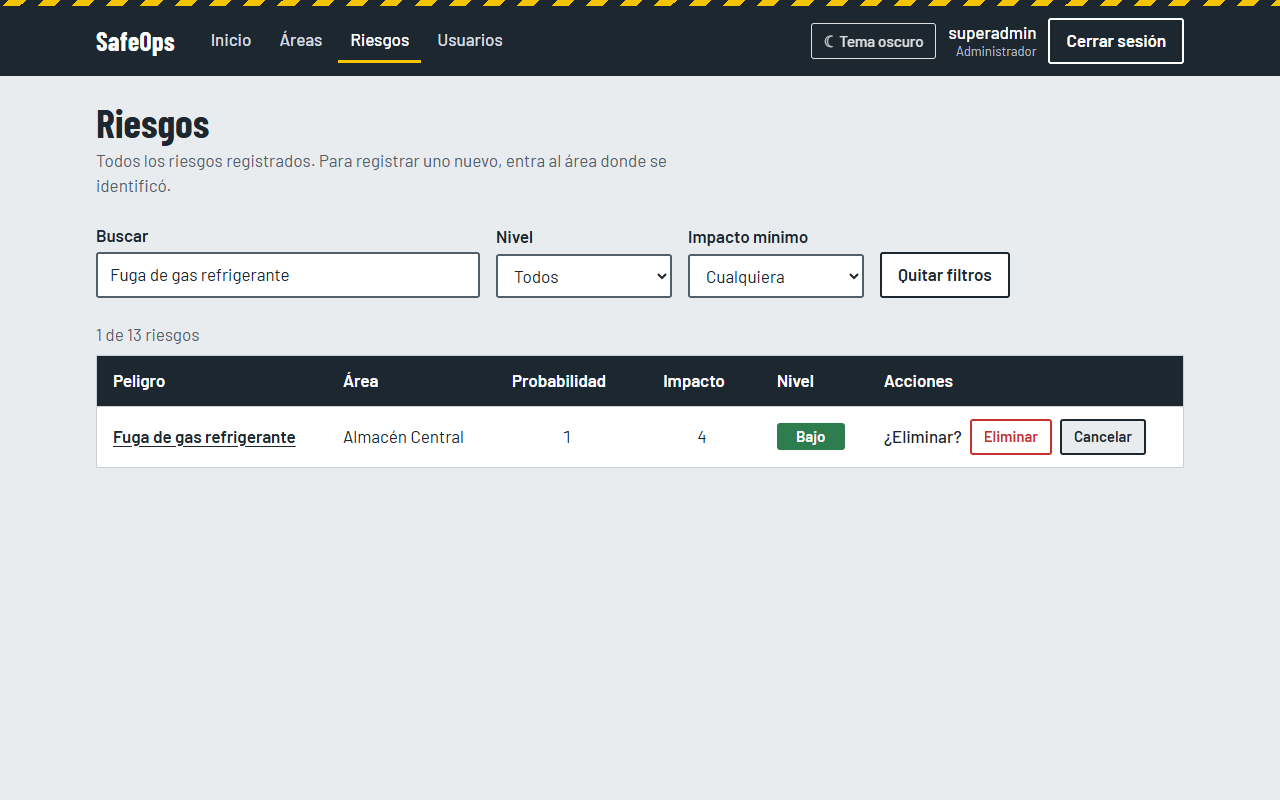 SafeOps Inicio Áreas Riesgos Usuarios ☾ Tema oscuro superadmin Cerrar sesión
Administrador
Riesgos
Todos los riesgos registrados. Para registrar uno nuevo, entra al área donde se
identificó.
Buscar Nivel Impacto mínimo
Fuga de gas refrigerante Todos Cualquiera Quitar filtros
1 de 13 riesgos
Peligro Área Probabilidad Impacto Nivel Acciones
Fuga de gas refrigerante Almacén Central 1 4 Bajo ¿Eliminar? Eliminar Cancelar